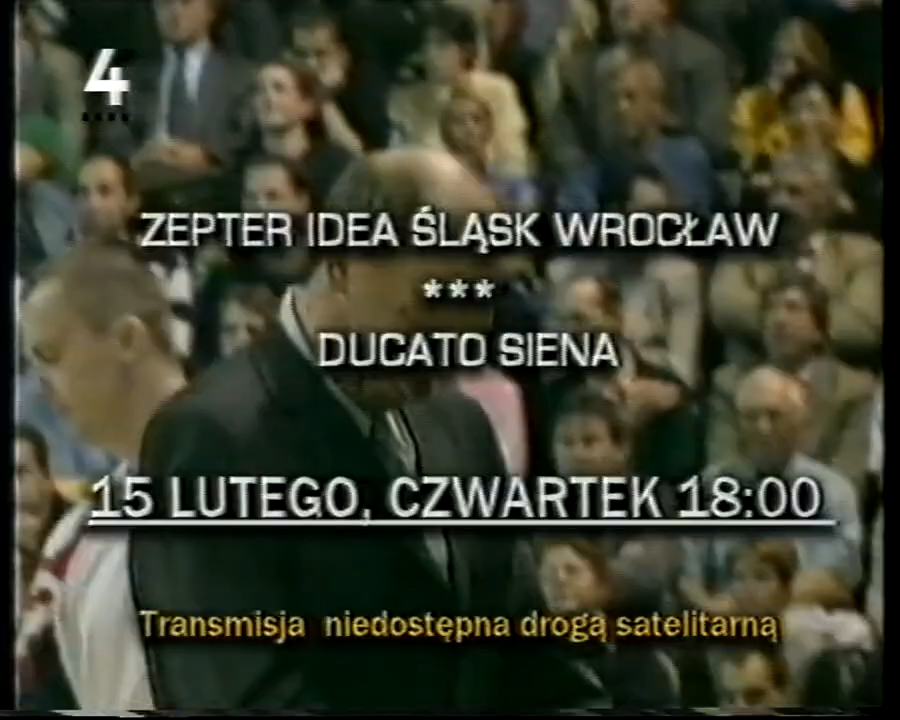 4
ZEPTER IDEA ŚLĄSK WROCŁAW
***
DUCATO SIENA
15 LUTEGO, CZWARTEK 18:00
Transmisja niedostępna drogą satelitarną